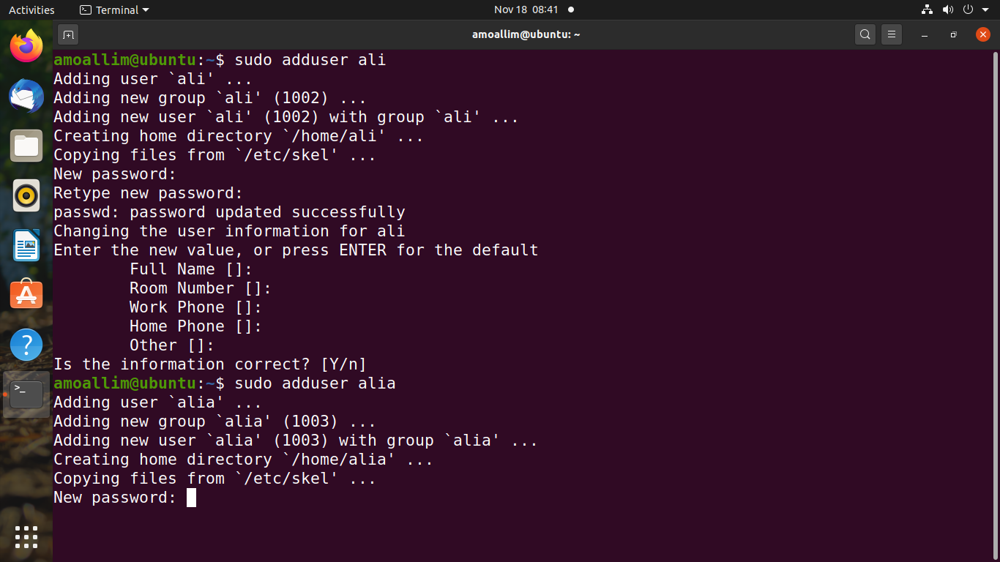 Activities
Terminal
Nov 18 08:41
amoallim@ubuntu: ~
amoallim@ubuntu:~$ sudo adduser ali
Adding user `ali' ...
Adding new group `ali' (1002) ...
Adding new user `ali' (1002) with group `ali' ...
Creating home directory `/home/ali' ...
Copying files from `/etc/skel' ...
New password:
Retype new password:
passwd: password updated successfully
Changing the user information for ali
Enter the new value, or press ENTER for the default
        Full Name []:
        Room Number []:
        Work Phone []:
        Home Phone []:
        Other []:
Is the information correct? [Y/n]
amoallim@ubuntu:~$ sudo adduser alia
Adding user `alia' ...
Adding new group `alia' (1003) ...
Adding new user `alia' (1003) with group `alia' ...
Creating home directory `/home/alia' ...
Copying files from `/etc/skel' ...
New password: